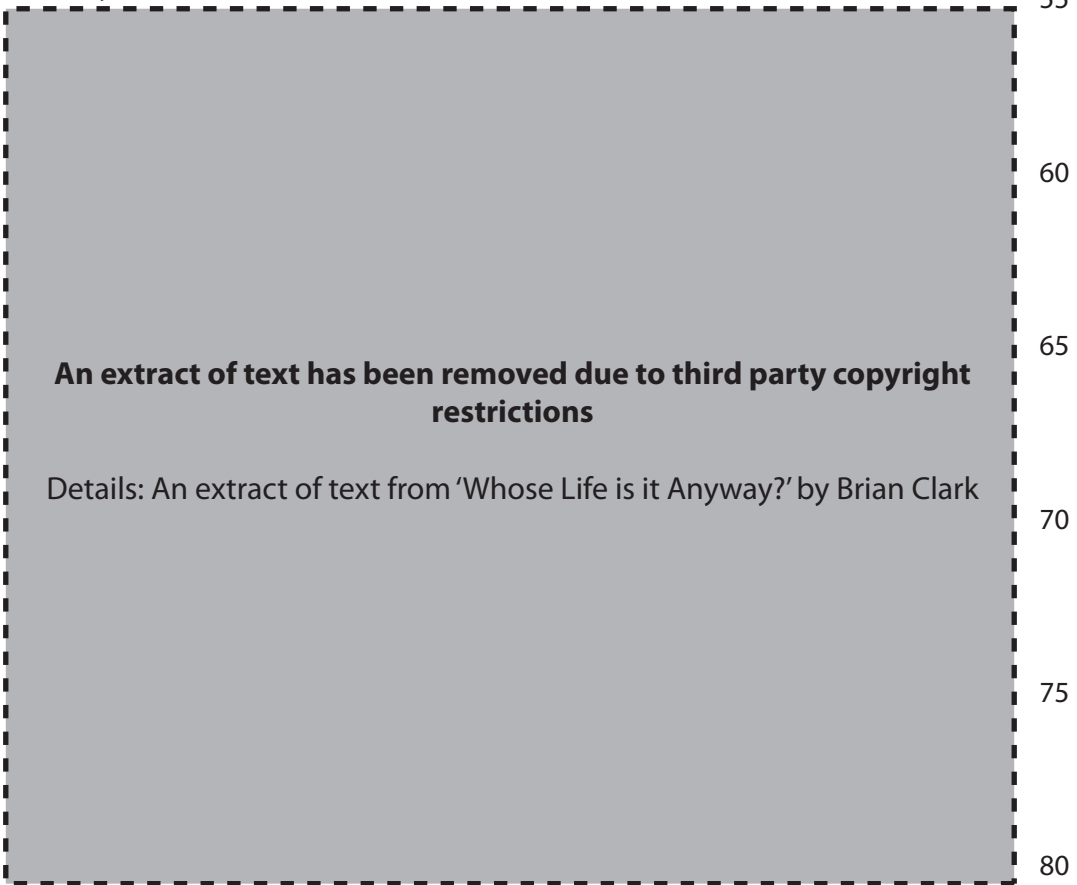 55
60
65
An extract of text has been removed due to third party copyright
restrictions
Details: An extract of text from ‘Whose Life is it Anyway?’ by Brian Clark
70
75
80